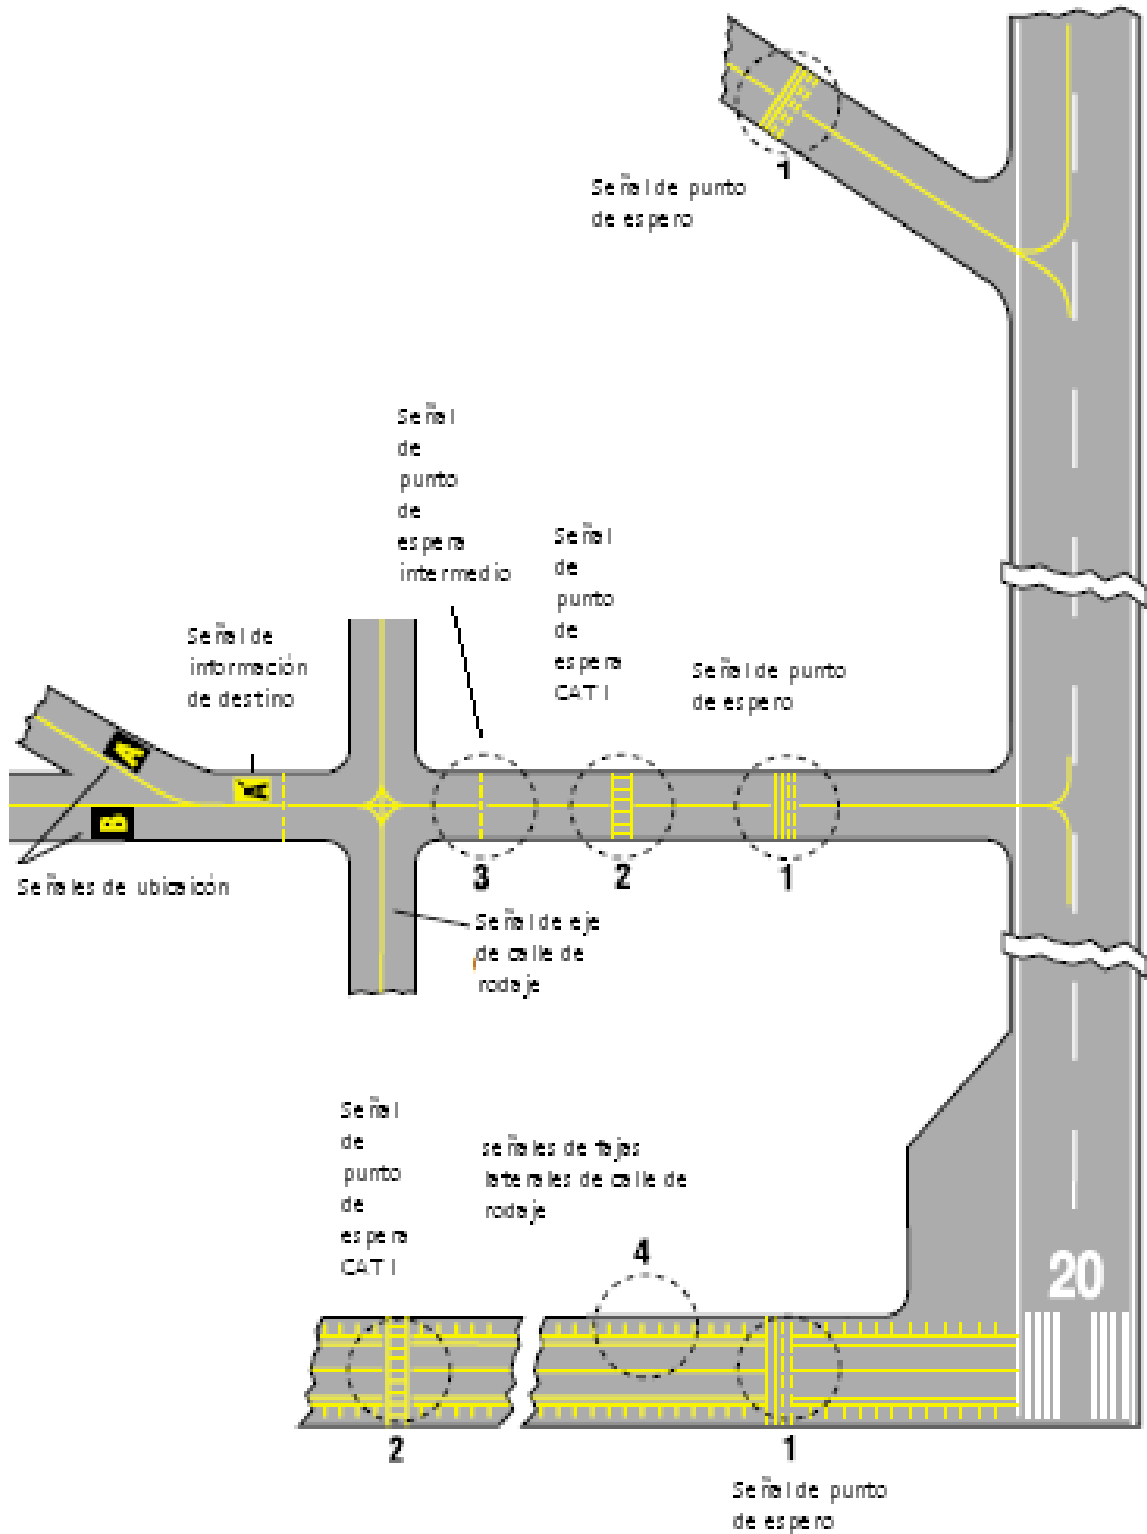 1
Señal de punto
de espero
Señal
de
punto
de
espera
intermedio
Señal
de
punto
de
espera
CAT I
Señal de
información
de destino
Señal de punto
de espero
A
A
B
3
2
1
Señales de ubicaicón
Señal de eje
de calle de
rodaje
Señal
de
punto
de
espera
CAT I
señales de fajas
laterales de calle de
rodaje
4
20
2
1
Señal de punto
de espero